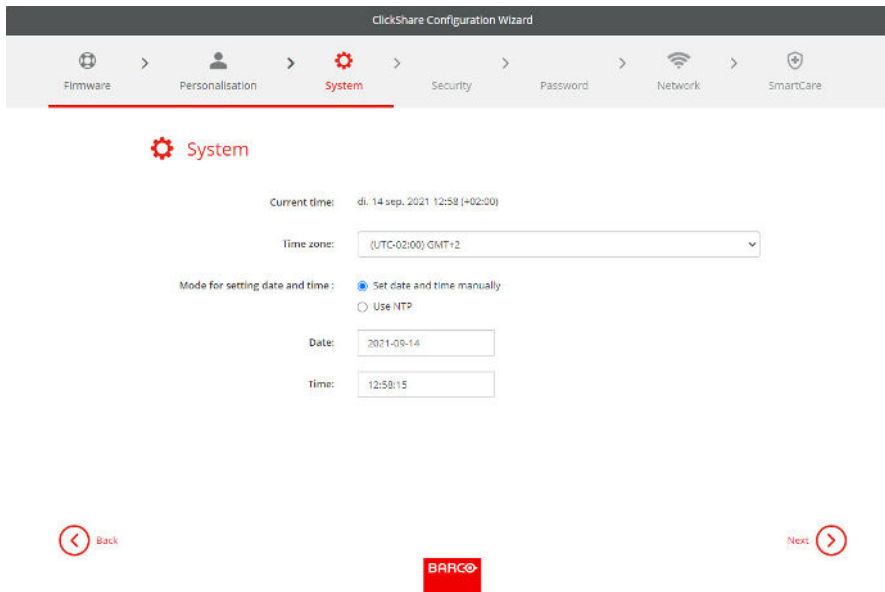 ClickShare Configuration Wizard
Firmware > Personalisation > System > Security > Password > Network > SmartCare
System
Current time: di. 14 sep. 2021 12:58 (+02:00)
Time zone: (UTC-02:00) GMT+2
Mode for setting date and time : Set date and time manually
Use NTP
Date: 2021-09-14
Time: 12:58:15
Back Next
BARCO